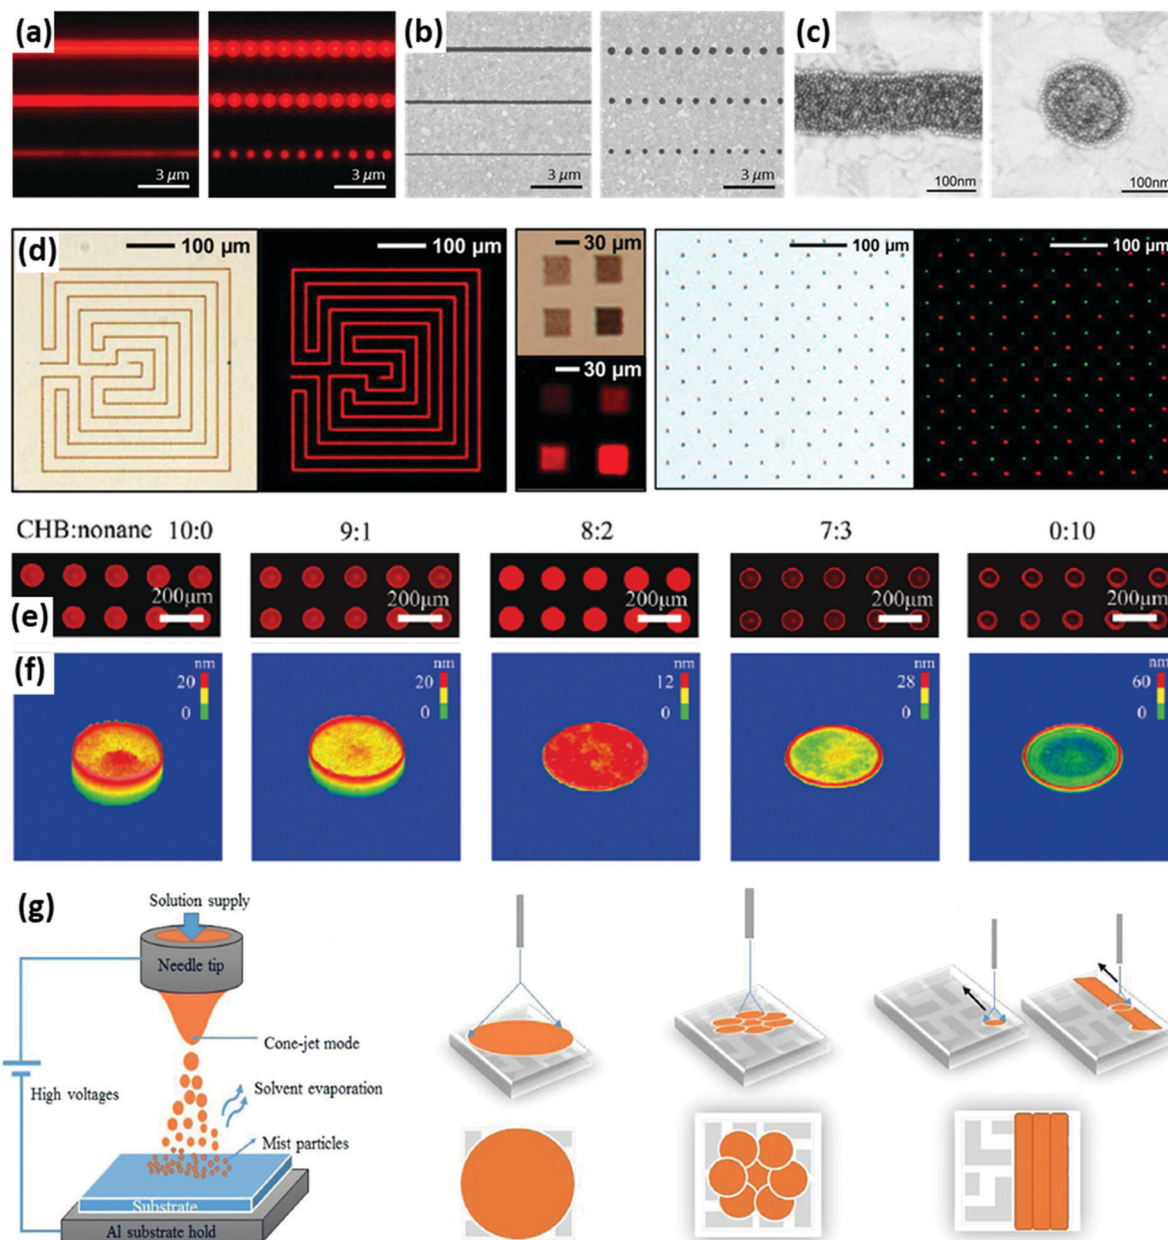 (a)
3 µm
3 µm
(b)
3 µm
3 µm
(c)
100nm
100nm
(d)
100 µm
100 µm
30 µm
30 µm
100 µm
100 µm
CHB:nonane 10:0
9:1
8:2
7:3
0:10
(e)
200µm
200µm
200µm
200µm
200µm
(f)
nm
20
0
nm
20
0
nm
12
0
nm
28
0
nm
60
0
(g)
Solution supply
Needle tip
Cone-jet mode
Solvent evaporation
High voltages
Mist particles
Substrate
Al substrate hold